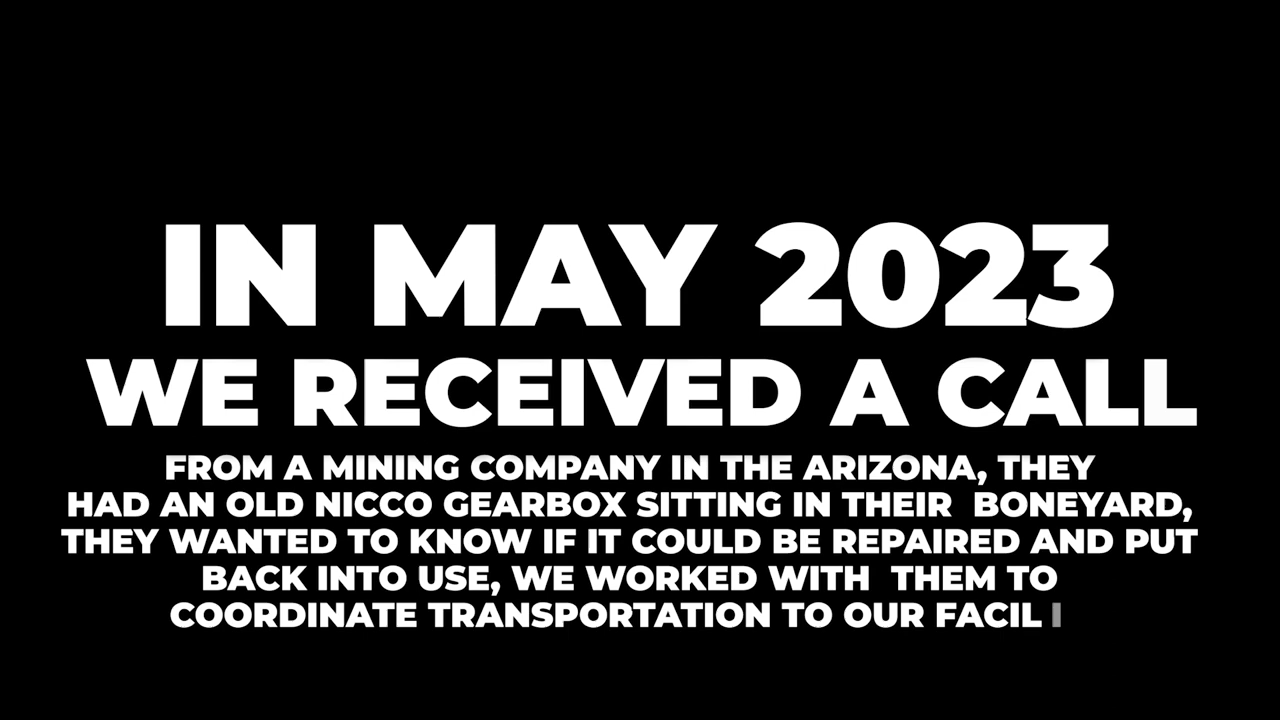 IN MAY 2023
WE RECEIVED A CALL
FROM A MINING COMPANY IN THE ARIZONA, THEY
HAD AN OLD NICCO GEARBOX SITTING IN THEIR  BONEYARD,
THEY WANTED TO KNOW IF IT COULD BE REPAIRED AND PUT
BACK INTO USE, WE WORKED WITH  THEM TO
COORDINATE TRANSPORTATION TO OUR FACIL I